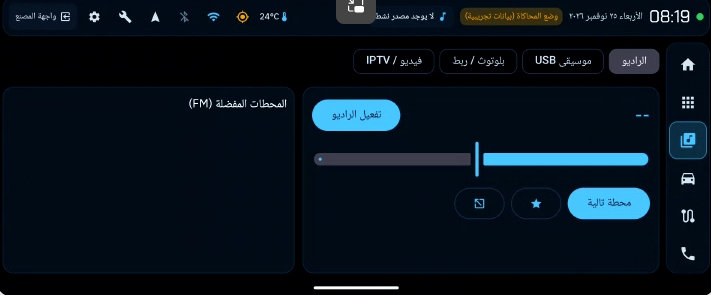 08:19 الأربعاء ٢٥ نوفمبر ٢٠٢٦ وضع المحاكاة (بيانات تجريبية) لا يوجد مصدر نشط 24°C واجهة المصنع
الراديو موسيقى USB بلوتوث / ربط فيديو / IPTV
-- تفعيل الراديو
المحطات المفضلة (FM)
محطة تالية